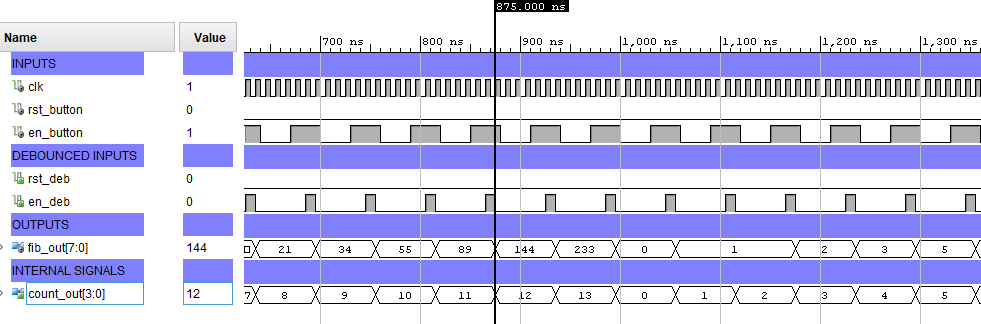 875.000 ns
Name Value 700 ns 800 ns 900 ns 1,000 ns 1,100 ns 1,200 ns 1,300 ns
INPUTS
clk 1
rst_button 0
en_button 1
DEBOUNCED INPUTS
rst_deb 0
en_deb 0
OUTPUTS
fib_out[7:0] 144 21 34 55 89 144 233 0 1 2 3 5
INTERNAL SIGNALS
count_out[3:0] 12 7 8 9 10 11 12 13 0 1 2 3 4 5